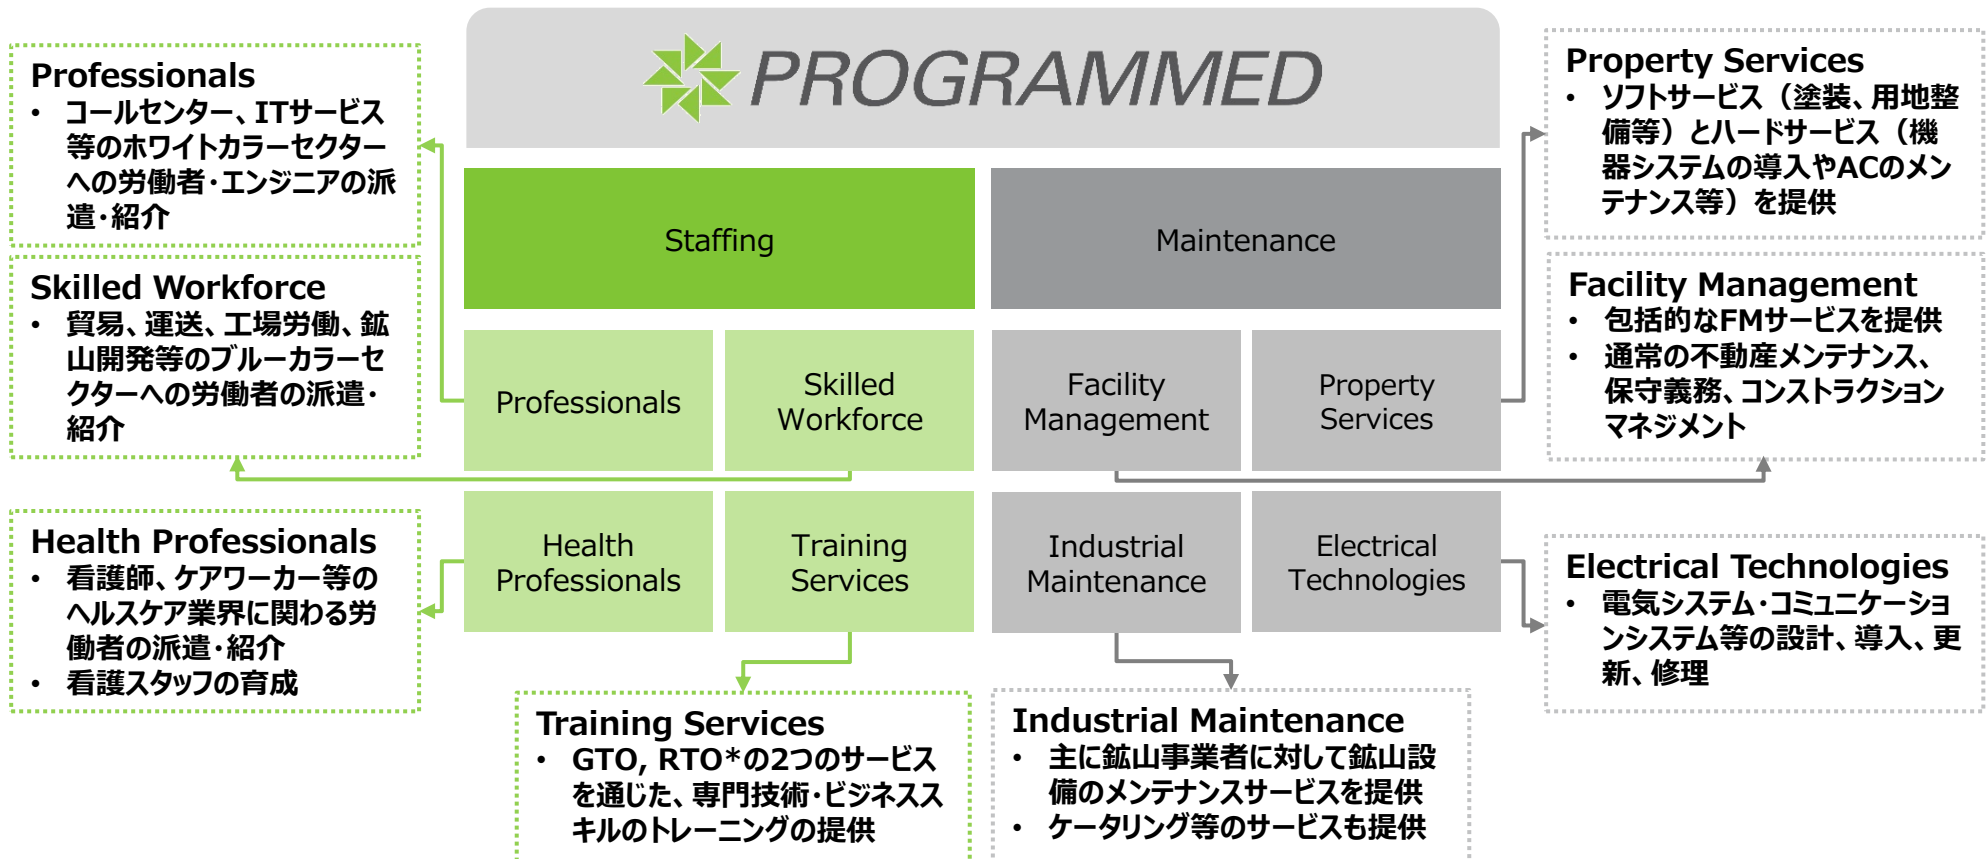 PROGRAMMED
Professionals
• コールセンター、ITサービス
等のホワイトカラーセクター
への労働者・エンジニアの派
遣・紹介
Skilled Workforce
• 貿易、運送、工場労働、鉱
山開発等のブルーカラーセ
クターへの労働者の派遣・
紹介
Health Professionals
• 看護師、ケアワーカー等の
ヘルスケア業界に関わる労
働者の派遣・紹介
• 看護スタッフの育成
Staffing
Maintenance
Professionals
Skilled
Workforce
Facility
Management
Property
Services
Health
Professionals
Training
Services
Industrial
Maintenance
Electrical
Technologies
Training Services
• GTO, RTO*の2つのサービス
を通じた、専門技術・ビジネスス
キルのトレーニングの提供
Industrial Maintenance
• 主に鉱山事業者に対して鉱山設
備のメンテナンスサービスを提供
• ケータリング等のサービスも提供
Property Services
• ソフトサービス（塗装、用地整
備等）とハードサービス（機
器システムの導入やACのメン
テナンス等）を提供
Facility Management
• 包括的なFMサービスを提供
• 通常の不動産メンテナンス、
保守義務、コンストラクション
マネジメント
Electrical Technologies
• 電気システム・コミュニケーショ
ンシステム等の設計、導入、更
新、修理